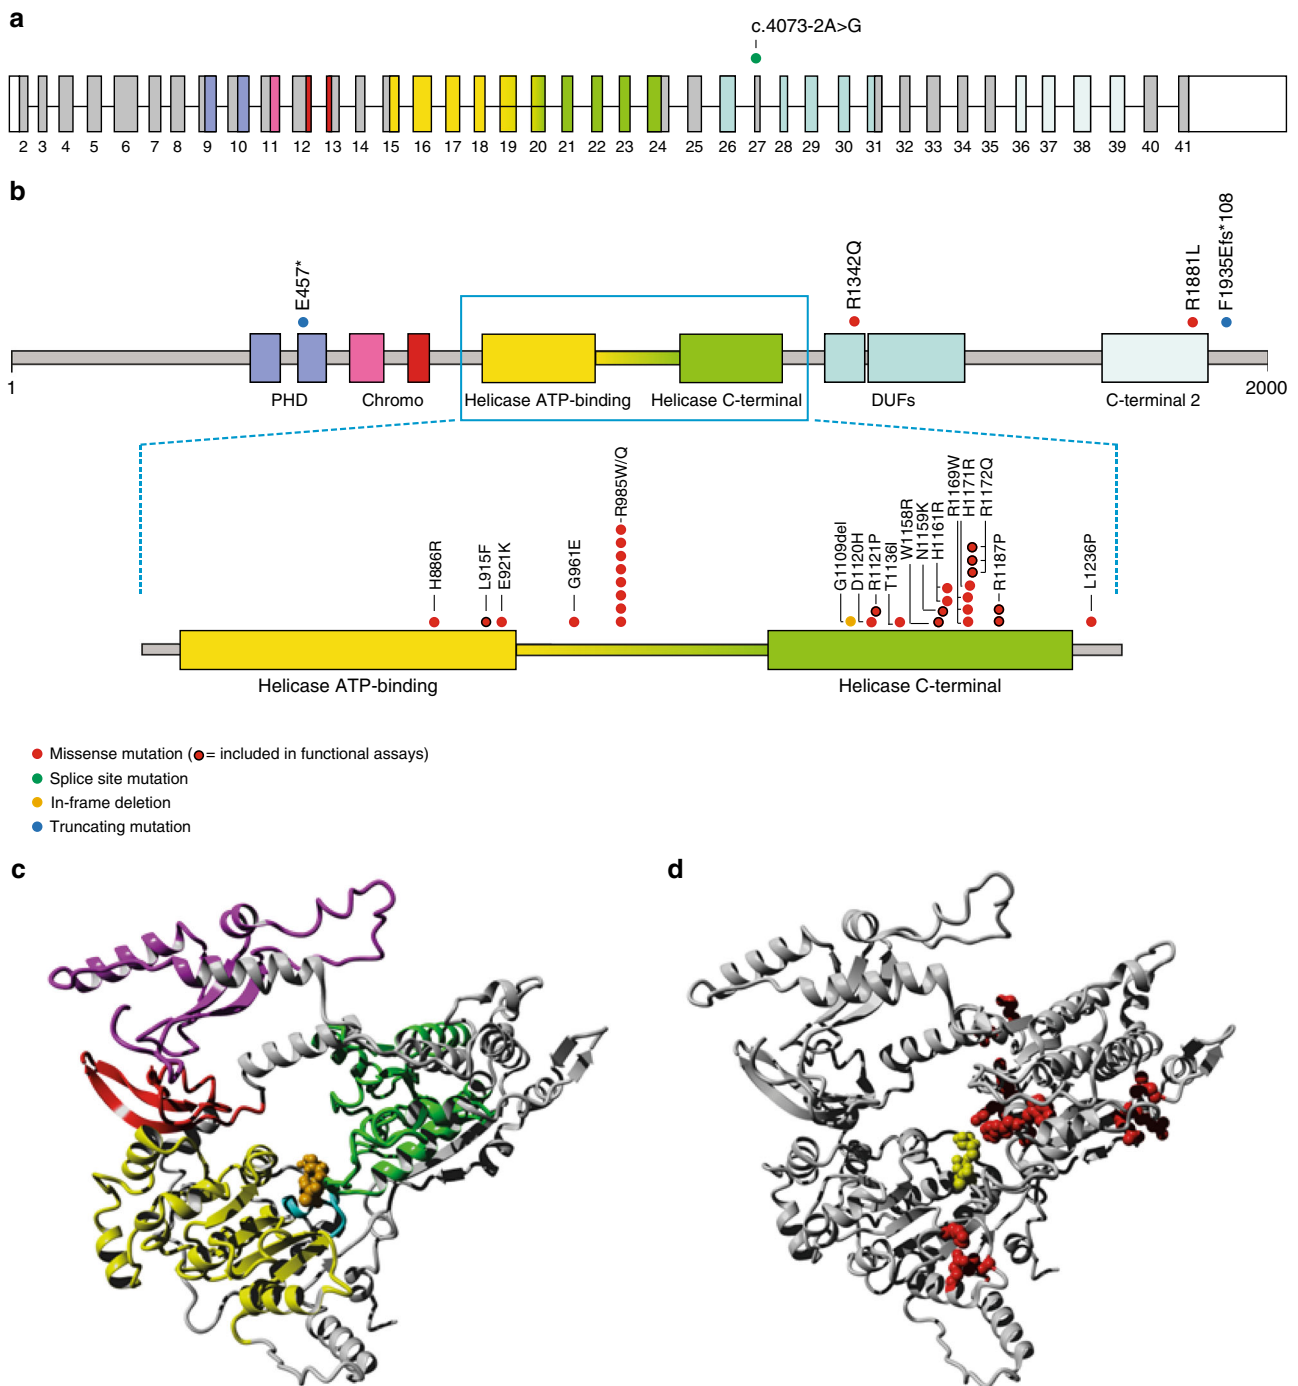 a
c.4073-2A>G
2 3 4 5 6 7 8 9 10 11 12 13 14 15 16 17 18 19 20 21 22 23 24 25 26 27 28 29 30 31 32 33 34 35 36 37 38 39 40 41
b
E457*
R1342Q
R1881L
F1935Efs*108
1
2000
PHD
Chromo
Helicase ATP-binding
Helicase C-terminal
DUFs
C-terminal 2
H886R
L915F
E921K
G961E
R985W/Q
G1109del
D1120H
R1121P
T1136I
W1158R
N1159K
H1161R
R1169W
H1171R
R1172Q
R1187P
L1236P
Helicase ATP-binding
Helicase C-terminal
Missense mutation ( = included in functional assays)
Splice site mutation
In-frame deletion
Truncating mutation
c
d